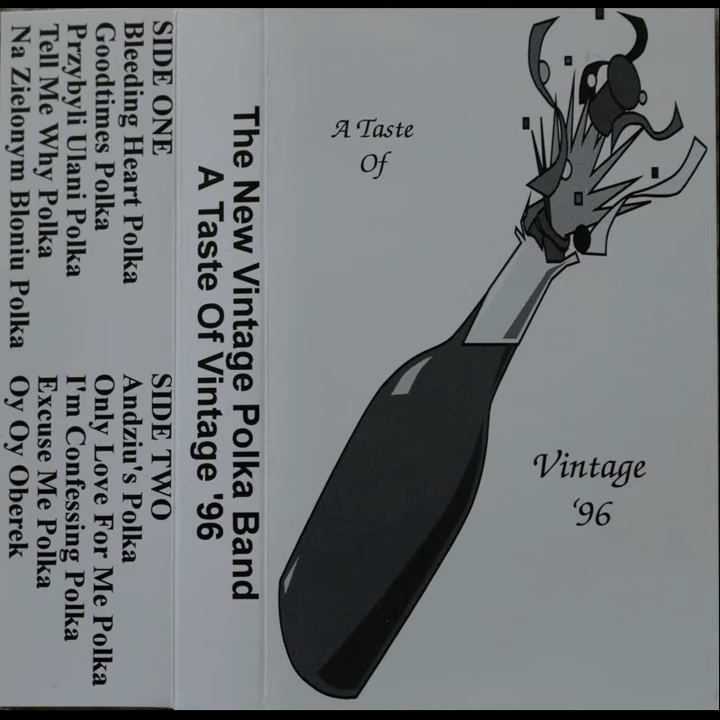 SIDE ONE
Bleeding Heart Polka
Goodtimes Polka
Przybyli Ulani Polka
Tell Me Why Polka
Na Zielonym Bloniu Polka
SIDE TWO
Andziu's Polka
Only Love For Me Polka
I'm Confessing Polka
Excuse Me Polka
Oy Oy Oberek
The New Vintage Polka Band
A Taste Of Vintage '96
A Taste
Of
Vintage
'96